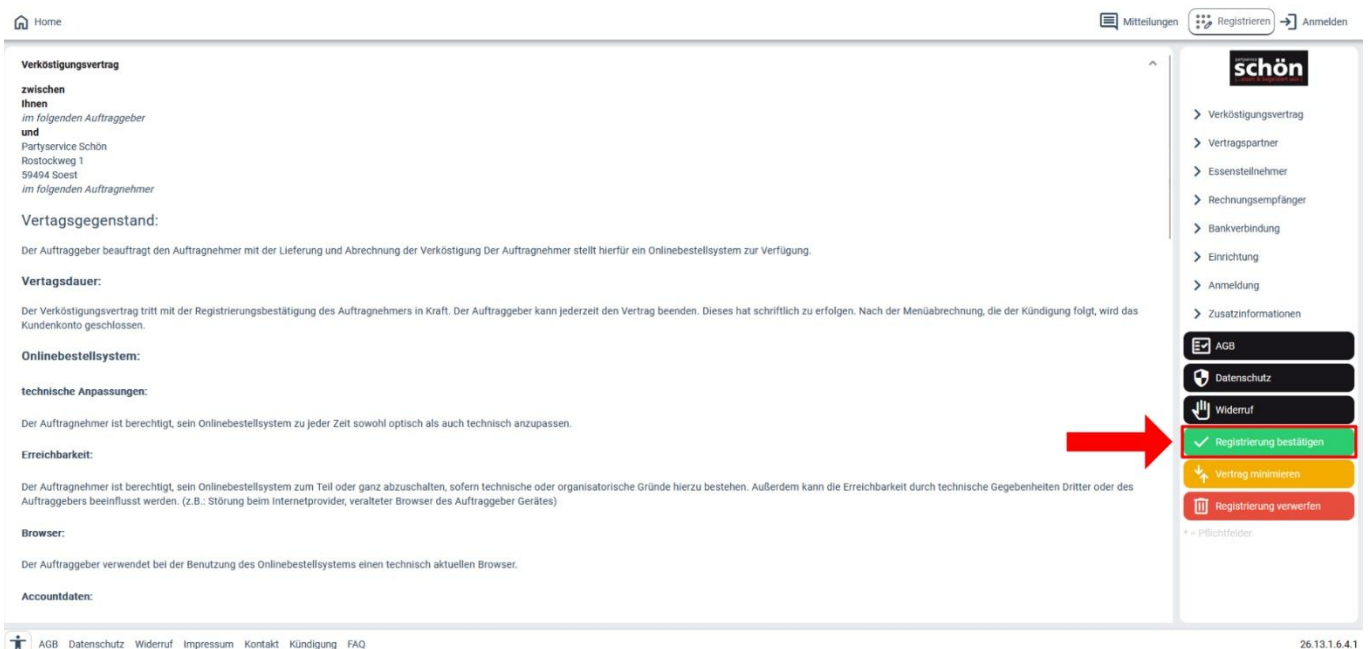 Home
Mitteilungen
Registrieren
Anmelden
Verköstigungsvertrag
zwischen
Ihnen
im folgenden Auftraggeber
und
Partyservice Schön
Rostockweg 1
59494 Soest
im folgenden Auftragnehmer
Vertagsgegenstand:
Der Auftraggeber beauftragt den Auftragnehmer mit der Lieferung und Abrechnung der Verköstigung Der Auftragnehmer stellt hierfür ein Onlinebestellsystem zur Verfügung.
Vertagsdauer:
Der Verköstigungsvertrag tritt mit der Registrierungsbestätigung des Auftragnehmers in Kraft. Der Auftraggeber kann jederzeit den Vertrag beenden. Dieses hat schriftlich zu erfolgen. Nach der Menüabrechnung, die der Kündigung folgt, wird das
Kundenkonto geschlossen.
Onlinebestellsystem:
technische Anpassungen:
Der Auftragnehmer ist berechtigt, sein Onlinebestellsystem zu jeder Zeit sowohl optisch als auch technisch anzupassen.
Erreichbarkeit:
Der Auftragnehmer ist berechtigt, sein Onlinebestellsystem zum Teil oder ganz abzuschalten, sofern technische oder organisatorische Gründe hierzu bestehen. Außerdem kann die Erreichbarkeit durch technische Gegebenheiten Dritter oder des
Auftraggebers beeinflusst werden. (z.B.: Störung beim Internetprovider, veralteter Browser des Auftraggeber Gerätes)
Browser:
Der Auftraggeber verwendet bei der Benutzung des Onlinebestellsystems einen technisch aktuellen Browser.
Accountdaten:
partyservice
schön
Verköstigungsvertrag
Vertragspartner
Essensteilnehmer
Rechnungsempfänger
Bankverbindung
Einrichtung
Anmeldung
Zusatzinformationen
AGB
Datenschutz
Widerruf
Registrierung bestätigen
Vertrag minimieren
Registrierung verwerfen
* = Pflichtfelder
AGB Datenschutz Widerruf Impressum Kontakt Kündigung FAQ
26.13.1.6.4.1